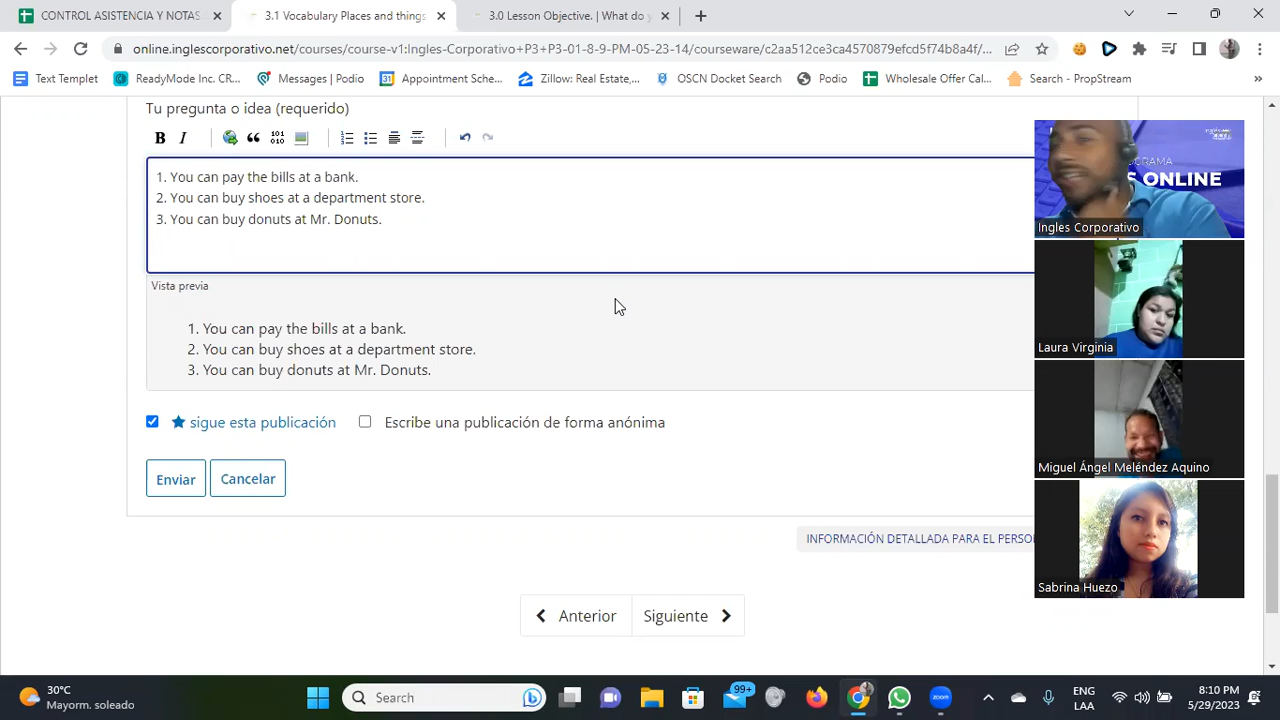 CONTROL ASISTENCIA Y NOTAS
3.1 Vocabulary Places and things
3.0 Lesson Objective. | What do y
online.inglescorporativo.net/courses/course-v1:Ingles-Corporativo+P3+P3-01-8-9-PM-05-23-14/courseware/c2aa512ce3ca4570879efcd5f74b8a4f/...
Text Templet
ReadyMode Inc. CR...
Messages | Podio
31
Appointment Sche...
Zillow: Real Estate,...
OSCN Docket Search
Podio
Wholesale Offer Cal...
Search - PropStream
»
Tu pregunta o idea (requerido)
B I
101
010
1. You can pay the bills at a bank.
2. You can buy shoes at a department store.
3. You can buy donuts at Mr. Donuts.
Vista previa
1. You can pay the bills at a bank.
2. You can buy shoes at a department store.
3. You can buy donuts at Mr. Donuts.
sigue esta publicación
Escribe una publicación de forma anónima
Enviar
Cancelar
INFORMACIÓN DETALLADA PARA EL PERSO
Anterior
Siguiente
S ONLINE
Ingles Corporativo
Laura Virginia
Miguel Ángel Meléndez Aquino
Sabrina Huezo
30°C
Mayorm. soleado
Search
99+
zoom
ENG
LAA
8:10 PM
5/29/2023